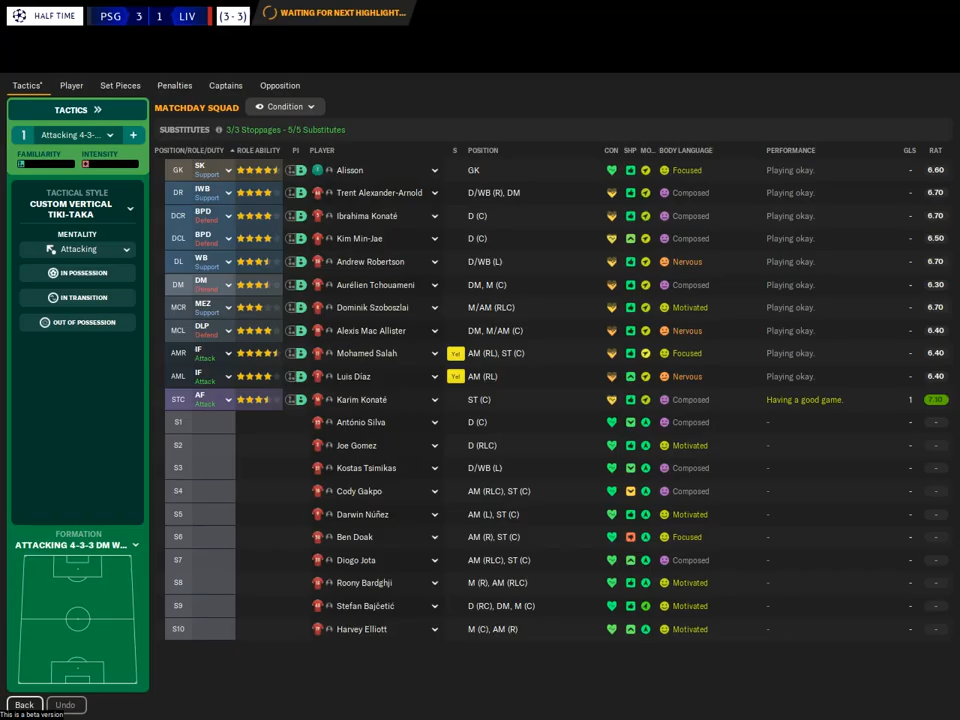 HALF TIME PSG 3 1 LIV (3 - 3) WAITING FOR NEXT HIGHLIGHT...
Tactics* Player Set Pieces Penalties Captains Opposition
TACTICS
MATCHDAY SQUAD Condition
1 Attacking 4-3-... +
SUBSTITUTES 3/3 Stoppages - 5/5 Substitutes
FAMILIARITY INTENSITY
POSITION/ROLE/DUTY ROLE ABILITY PI PLAYER S POSITION CON SHP MO... BODY LANGUAGE PERFORMANCE GLS RAT
GK SK Support Alisson GK Focused Playing okay. - 6.60
DR IWB Support Trent Alexander-Arnold D/WB (R), DM Composed Playing okay. - 6.70
DCR BPD Defend Ibrahima Konaté D (C) Composed Playing okay. - 6.70
DCL BPD Defend Kim Min-Jae D (C) Composed Playing okay. - 6.50
DL WB Support Andrew Robertson D/WB (L) Nervous Playing okay. - 6.70
DM DM Defend Aurélien Tchouameni DM, M (C) Composed Playing okay. - 6.30
MCR MEZ Support Dominik Szoboszlai M/AM (RLC) Motivated Playing okay. - 6.70
MCL DLP Defend Alexis Mac Allister DM, M/AM (C) Nervous Playing okay. - 6.40
AMR IF Attack Mohamed Salah Yel AM (RL), ST (C) Focused Playing okay. - 6.40
AML IF Attack Luis Díaz Yel AM (RL) Nervous Playing okay. - 6.40
STC AF Attack Karim Konaté ST (C) Composed Having a good game. 1 7.10
S1 António Silva D (C) Composed - - -
S2 Joe Gomez D (RLC) Motivated - - -
S3 Kostas Tsimikas D/WB (L) Composed - - -
S4 Cody Gakpo AM (RLC), ST (C) Composed - - -
S5 Darwin Núñez AM (L), ST (C) Motivated - - -
S6 Ben Doak AM (R), ST (C) Focused - - -
S7 Diogo Jota AM (RLC), ST (C) Composed - - -
S8 Roony Bardghji M (R), AM (RLC) Motivated - - -
S9 Stefan Bajčetić D (RC), DM, M (C) Motivated - - -
S10 Harvey Elliott M (C), AM (R) Motivated - - -
TACTICAL STYLE
CUSTOM VERTICAL
TIKI-TAKA
MENTALITY
Attacking
IN POSSESSION
IN TRANSITION
OUT OF POSSESSION
FORMATION
ATTACKING 4-3-3 DM W...
Back Undo
This is a beta version